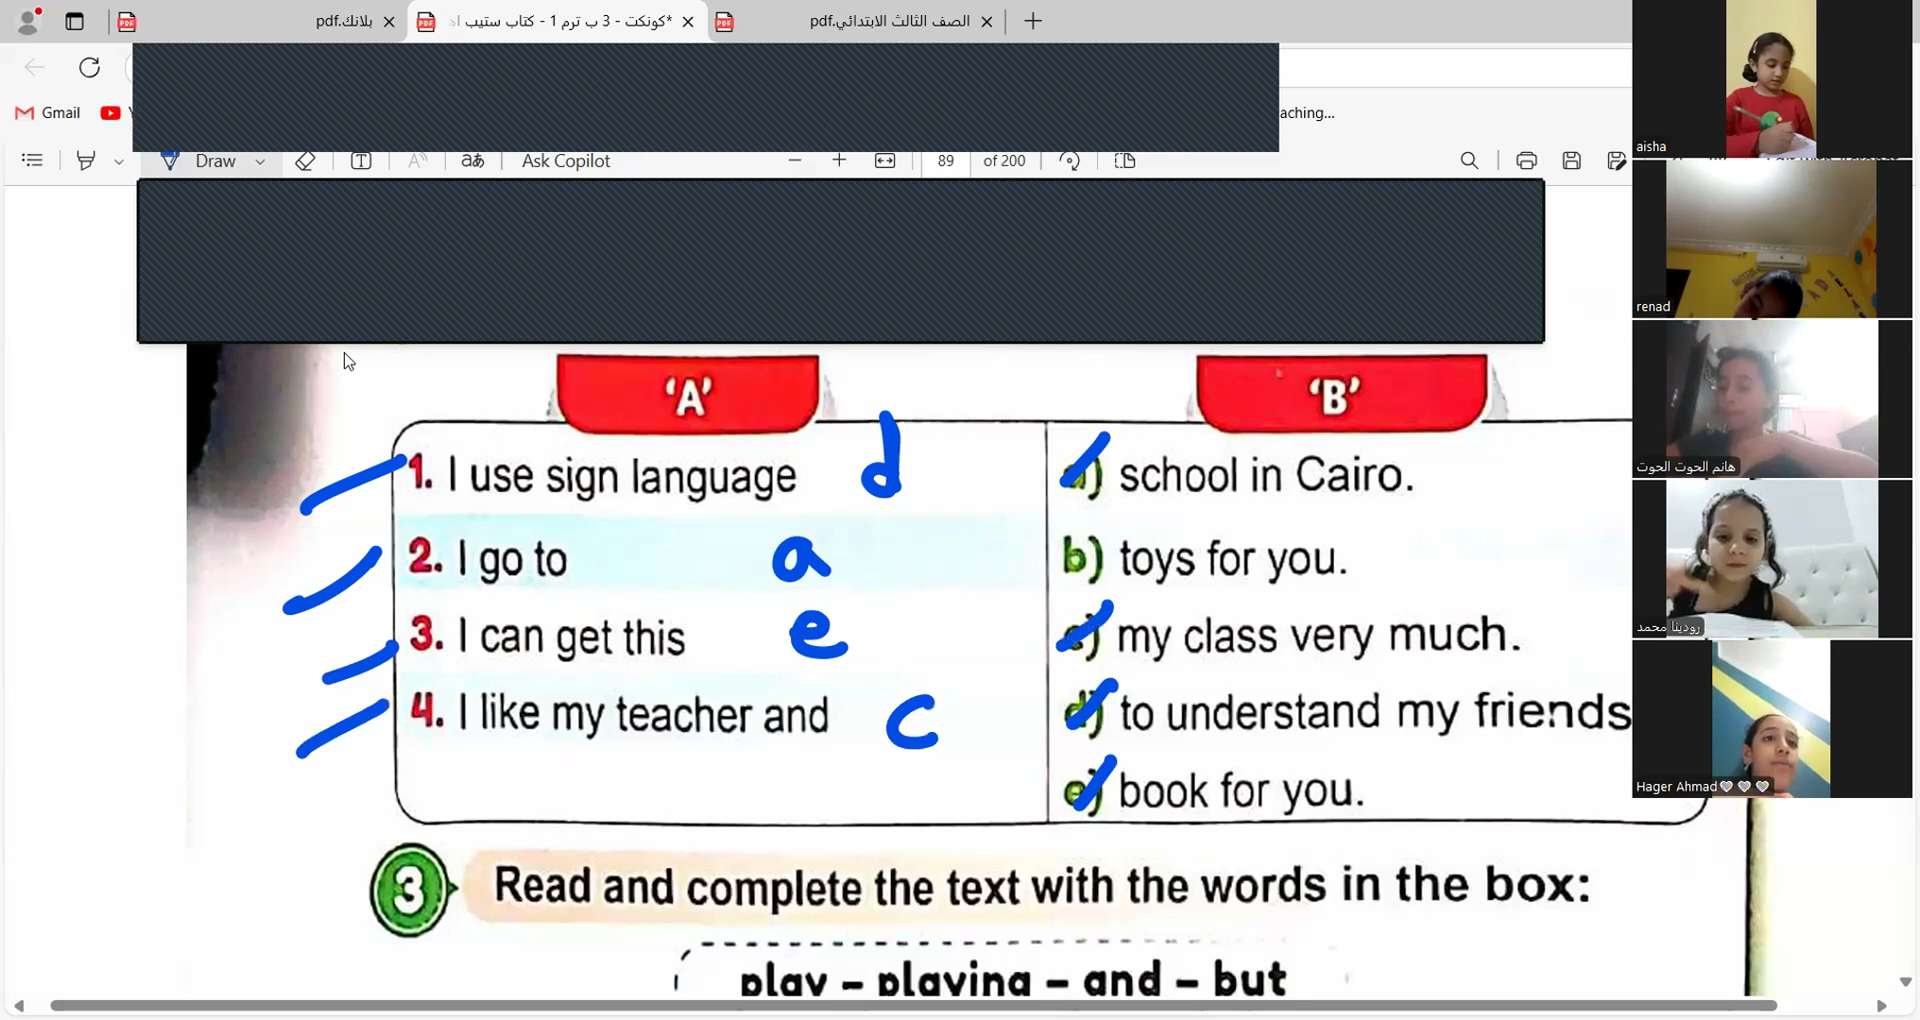 بلانك.pdf
*كونكت - 3 ب ترم 1 - كتاب ستيب
الصف الثالث الابتدائي.pdf
Gmail
aching...
Draw
Ask Copilot
89 of 200
'A'
'B'
1. I use sign language d
a) school in Cairo.
2. I go to a
b) toys for you.
3. I can get this e
c) my class very much.
4. I like my teacher and c
d) to understand my friends
e) book for you.
3 Read and complete the text with the words in the box:
play – playing – and – but
aisha
renad
هانم الحوت الحوت
رودينا محمد
Hager Ahmad🤍🤍🤍